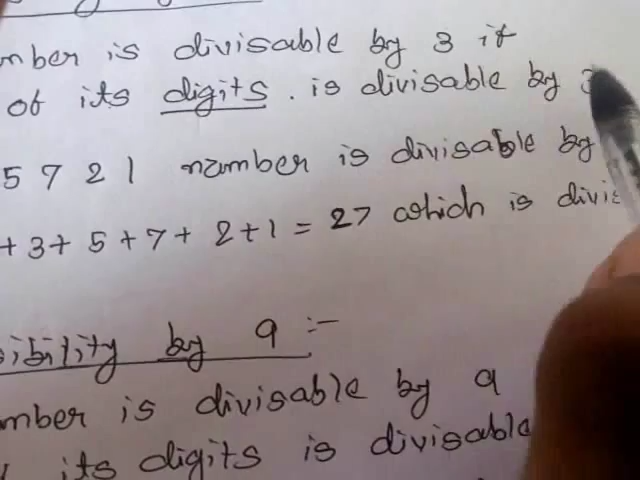 mber is divisable by 3 if
of its digits. is divisable by 3
5 7 2 1 number is divisable by
+ 3 + 5 + 7 + 2 + 1 = 27 which is divis
ibility by 9 :-
mber is divisable by 9
its digits is divisable